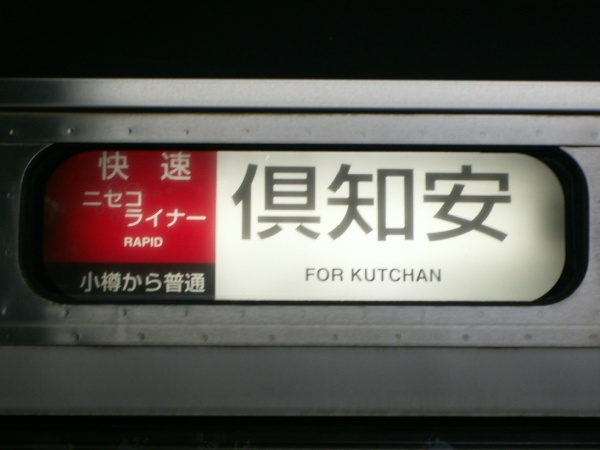 快速
ニセコ
ライナー
RAPID
小樽から普通
倶知安
FOR KUTCHAN